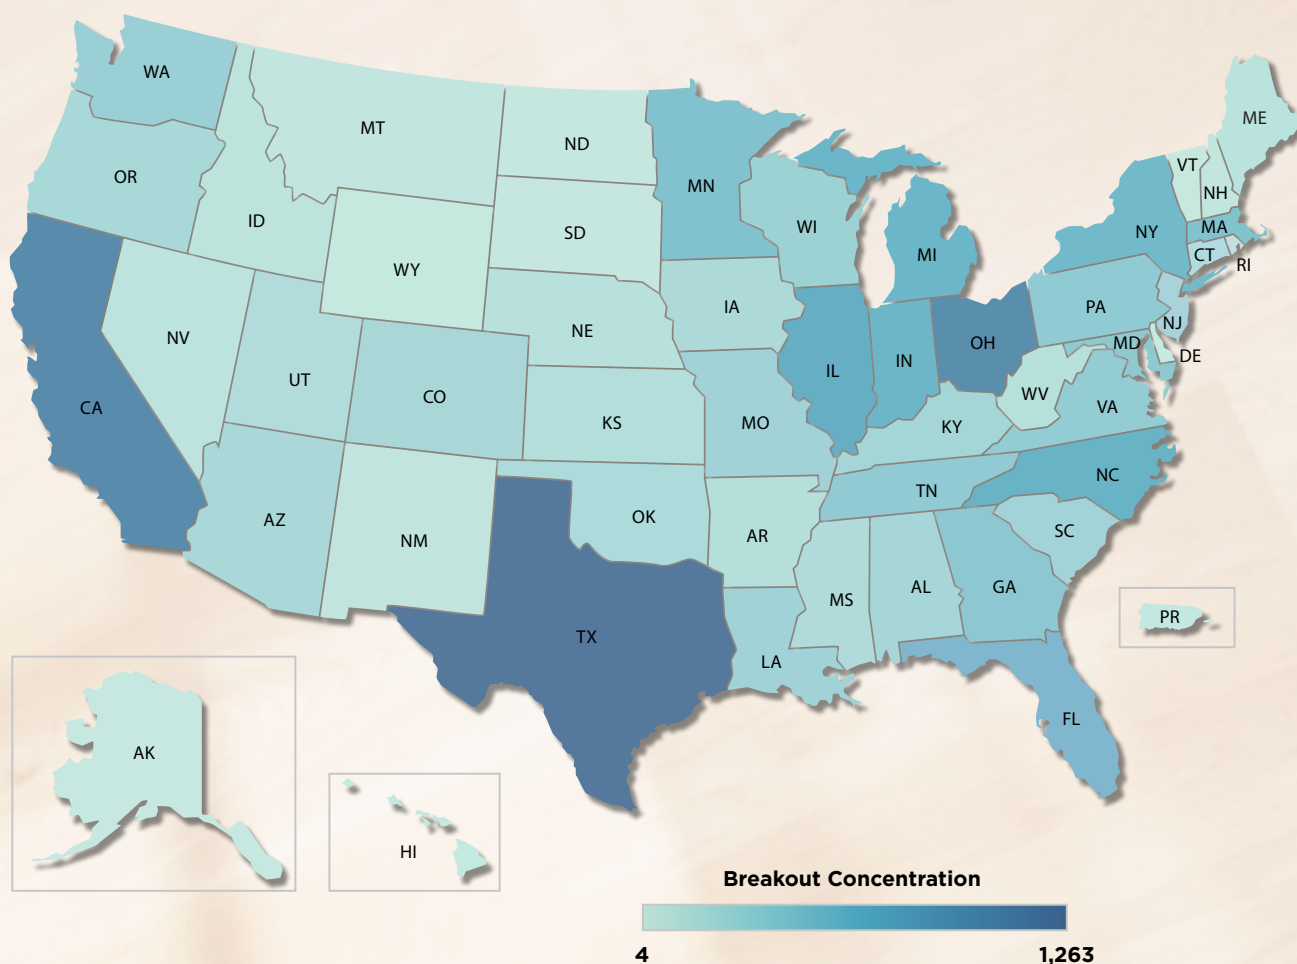 WA
MT
ND
MN
ME
VT
NH
OR
ID
SD
WI
NY
MA
CT
RI
WY
MI
IA
PA
NJ
NV
NE
IL
IN
OH
MD
DE
UT
CO
WV
CA
KS
MO
KY
VA
AZ
NM
OK
AR
TN
NC
SC
TX
MS
AL
GA
PR
LA
FL
AK
HI
Breakout Concentration
4 1,263